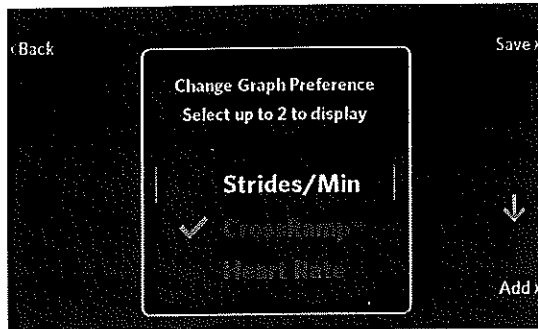 ‹Back
Save›
Change Graph Preference
Select up to 2 to display
Strides/Min
CrossRamp
Heart Rate
Add›